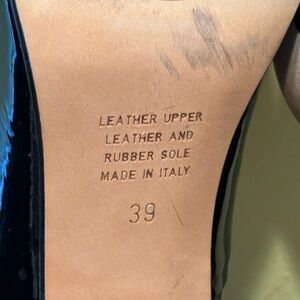 LEATHER UPPER
LEATHER AND
RUBBER SOLE
MADE IN ITALY
39